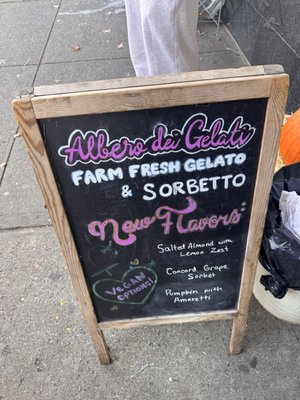 Albero dei Gelati
FARM FRESH GELATO
& SORBETTO
New Flavors:
Salted Almond with
Lemon Zest
Concord Grape
Sorbet
Pumpkin with
Amaretti
VEGAN
OPTIONS!